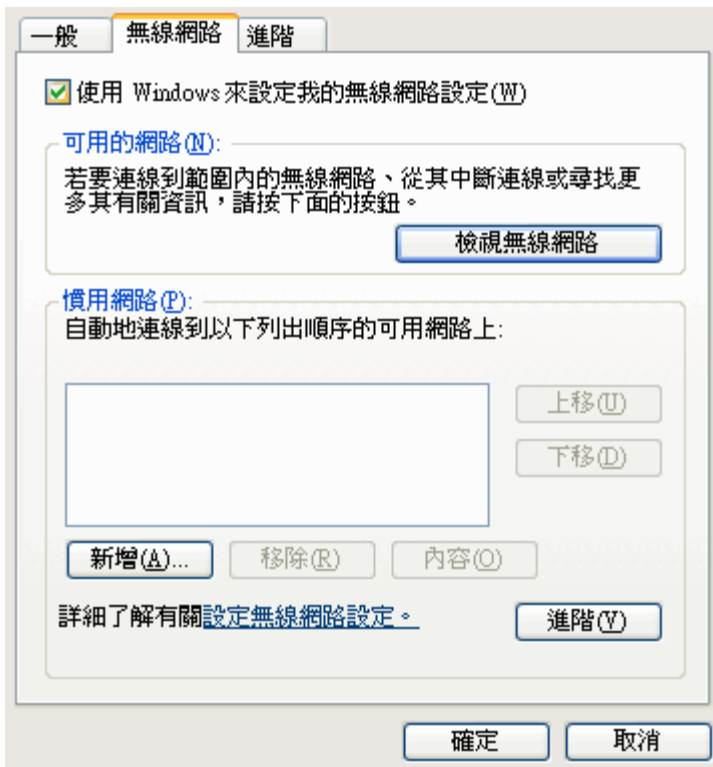 一般 無線網路 進階
使用 Windows 來設定我的無線網路設定(W)
可用的網路(N):
若要連線到範圍內的無線網路、從其中斷連線或尋找更
多其有關資訊，請按下面的按鈕。
檢視無線網路
慣用網路(P):
自動地連線到以下列出順序的可用網路上:
上移(U)
下移(D)
新增(A)... 移除(R) 內容(O)
詳細了解有關設定無線網路設定。 進階(V)
確定 取消